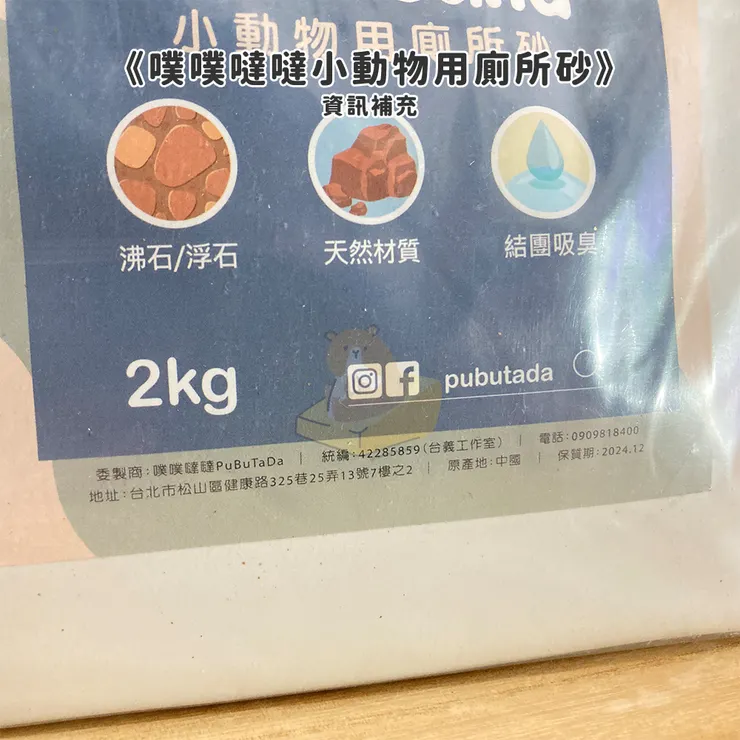 小動物用廁所砂
《噗噗噠噠小動物用廁所砂》
資訊補充
沸石/浮石
天然材質
結團吸臭
2kg
pubutada
委製商:噗噗噠噠PuBuTaDa | 統編:42285859(台義工作室) | 電話:0909818400
地址:台北市松山區健康路325巷25弄13號7樓之2 | 原產地:中國 | 保質期:2024.12